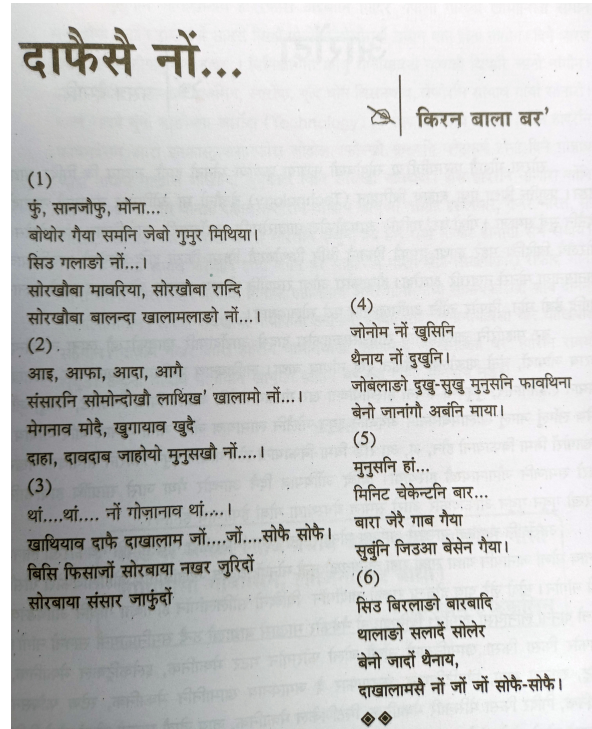 दाफैसै नों...
किरन बाला बर'
(1)
फुं, सानजौफु, मोना...
बोथोर गैया समनि जेबो गुमुर मिथिया।
सिउ गलाङो नों...।
सोरखौबा मावरिया, सोरखौबा रान्दि
सोरखौबा बालन्दा खालामलाङो नों...।
(2)
आइ, आफा, आदा, आगै
संसारनि सोमोन्दोखौ लाथिख' खालामो नों...।
मेगनाव मोदै, खुगायाव खुदै
दाहा, दावदाब जाहोयो मुनुसखौ नों....।
(3)
थां....थां.... नों गोज़ानाव थां....।
खाथियाव दाफै दाखालाम जों....जों....सोफै सोफै।
बिसि फिसाजों सोरबाया नखर जुरिदों
सोरबाया संसार जाफुंदों
(4)
जोनोम नों खुसिनि
थैनाय नों दुखुनि।
जोबलाङो दुखु-सुखु मुनुसनि फावथिना
बेनो जानांगौ अबंनि माया।
(5)
मुनुसनि हां...
मिनिट चेकेन्टनि बार...
बारा जेरै गाब गैया
सुबुंनि जिउआ बेसेन गैया।
(6)
सिउ बिरलाङो बारबादि
थालाङो सलादें सोलेर
बेनो जादों थैनाय,
दाखालामसै नों जों जों सोफै-सोफै।